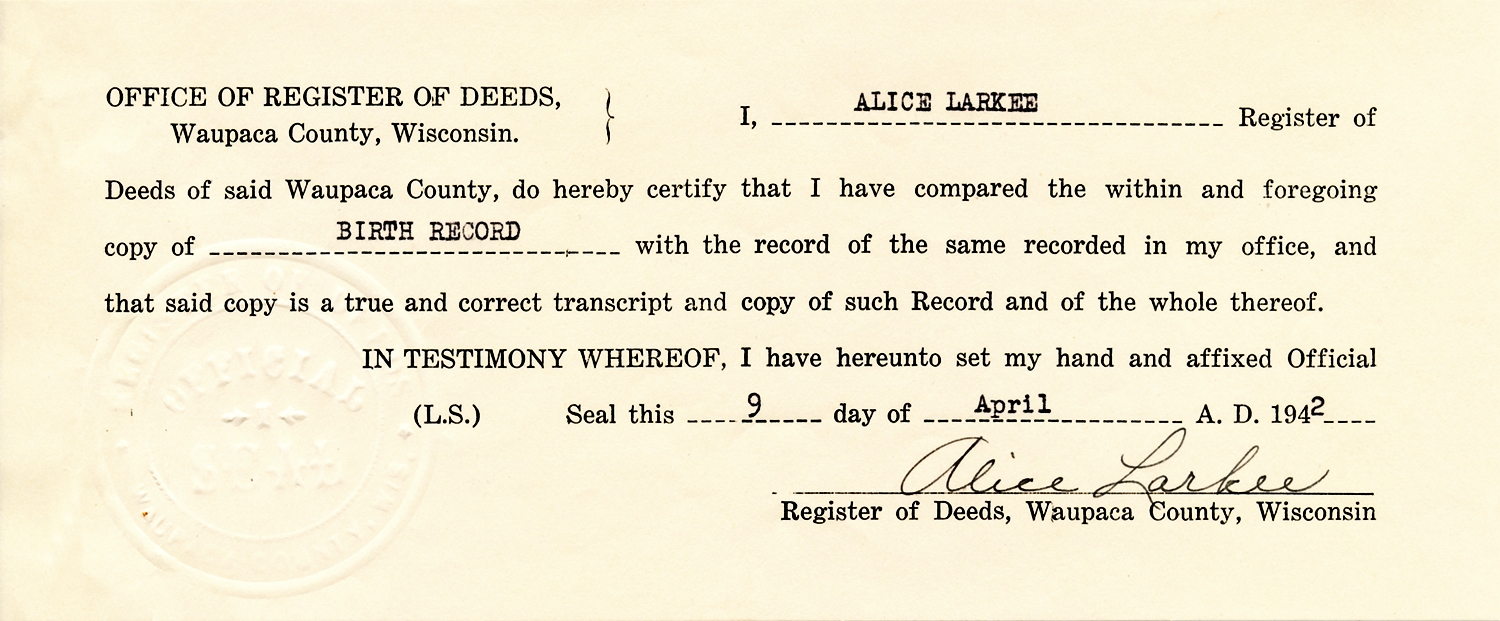 OFFICE OF REGISTER OF DEEDS,
Waupaca County, Wisconsin.
I, ALICE LARKEE Register of
Deeds of said Waupaca County, do hereby certify that I have compared the within and foregoing
copy of BIRTH RECORD with the record of the same recorded in my office, and
that said copy is a true and correct transcript and copy of such Record and of the whole thereof.
IN TESTIMONY WHEREOF, I have hereunto set my hand and affixed Official
(L.S.) Seal this 9 day of April A. D. 1942
Alice Larkee
Register of Deeds, Waupaca County, Wisconsin
OFFICIAL
SEAL